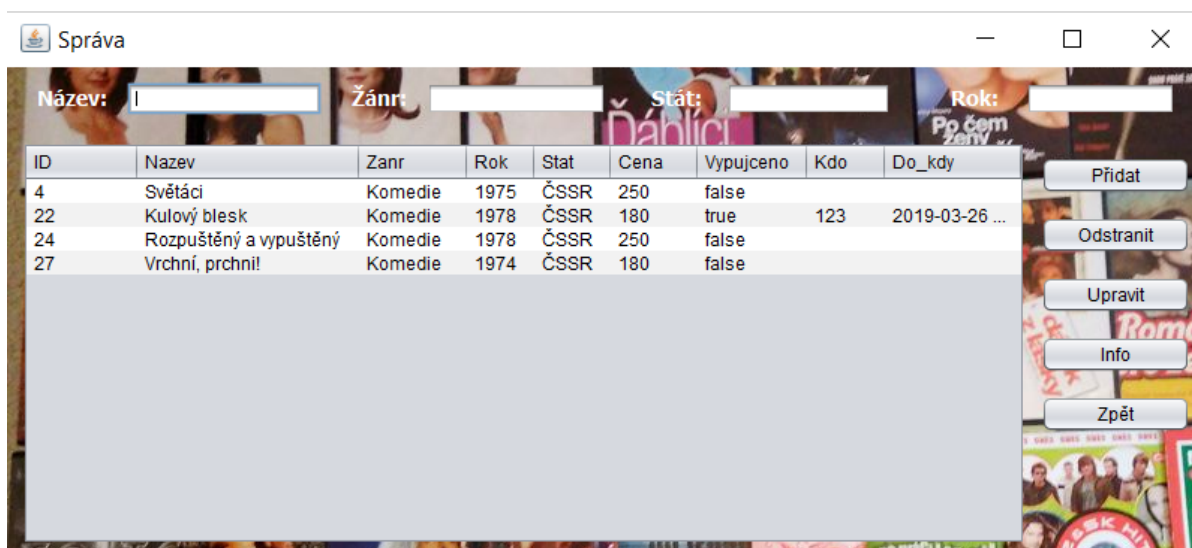 Správa
Název: Žánr: Stát: Rok:
Ďáblíci
Po čem
ženy
ID Nazev Zanr Rok Stat Cena Vypujceno Kdo Do_kdy
4 Světáci Komedie 1975 ČSSR 250 false
22 Kulový blesk Komedie 1978 ČSSR 180 true 123 2019-03-26 ...
24 Rozpuštěný a vypuštěný Komedie 1978 ČSSR 250 false
27 Vrchní, prchni! Komedie 1974 ČSSR 180 false
Přidat
Odstranit
Upravit
Info
Zpět